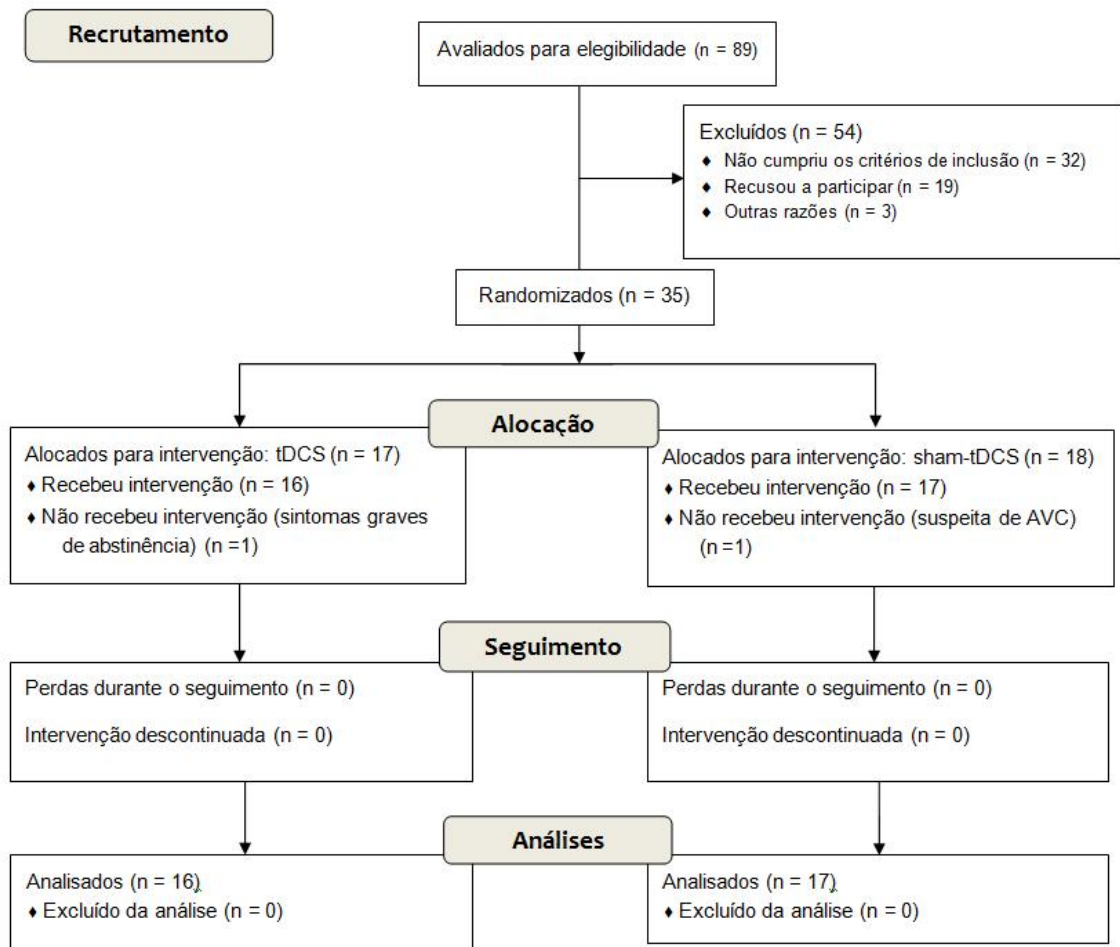 Recrutamento
Avaliados para elegibilidade (n = 89)
Excluídos (n = 54)
♦ Não cumpriu os critérios de inclusão (n = 32)
♦ Recusou a participar (n = 19)
♦ Outras razões (n = 3)
Randomizados (n = 35)
Alocação
Alocados para intervenção: tDCS (n = 17)
♦ Recebeu intervenção (n = 16)
♦ Não recebeu intervenção (sintomas graves
de abstinência) (n =1)
Alocados para intervenção: sham-tDCS (n = 18)
♦ Recebeu intervenção (n = 17)
♦ Não recebeu intervenção (suspeita de AVC)
(n =1)
Seguimento
Perdas durante o seguimento (n = 0)
Intervenção descontinuada (n = 0)
Perdas durante o seguimento (n = 0)
Intervenção descontinuada (n = 0)
Análises
Analisados (n = 16)
♦ Excluído da análise (n = 0)
Analisados (n = 17)
♦ Excluído da análise (n = 0)